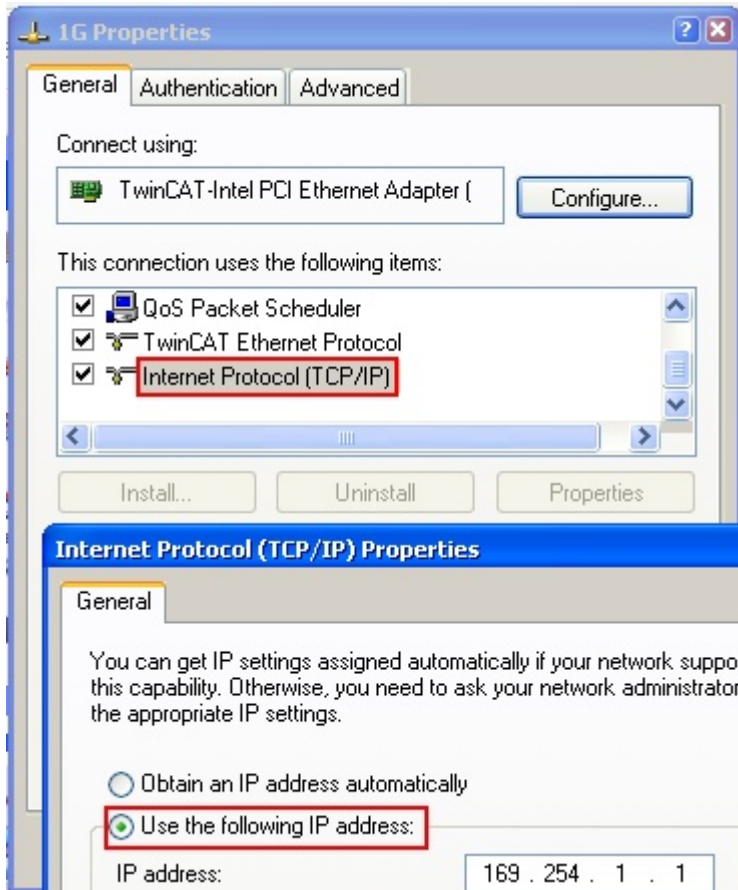 1G Properties
General Authentication Advanced
Connect using:
TwinCAT-Intel PCI Ethernet Adapter (
Configure...
This connection uses the following items:
QoS Packet Scheduler
TwinCAT Ethernet Protocol
Internet Protocol (TCP/IP)
Install... Uninstall Properties
Internet Protocol (TCP/IP) Properties
General
You can get IP settings assigned automatically if your network suppo
this capability. Otherwise, you need to ask your network administrator
the appropriate IP settings.
Obtain an IP address automatically
Use the following IP address:
IP address: 169 . 254 . 1 . 1